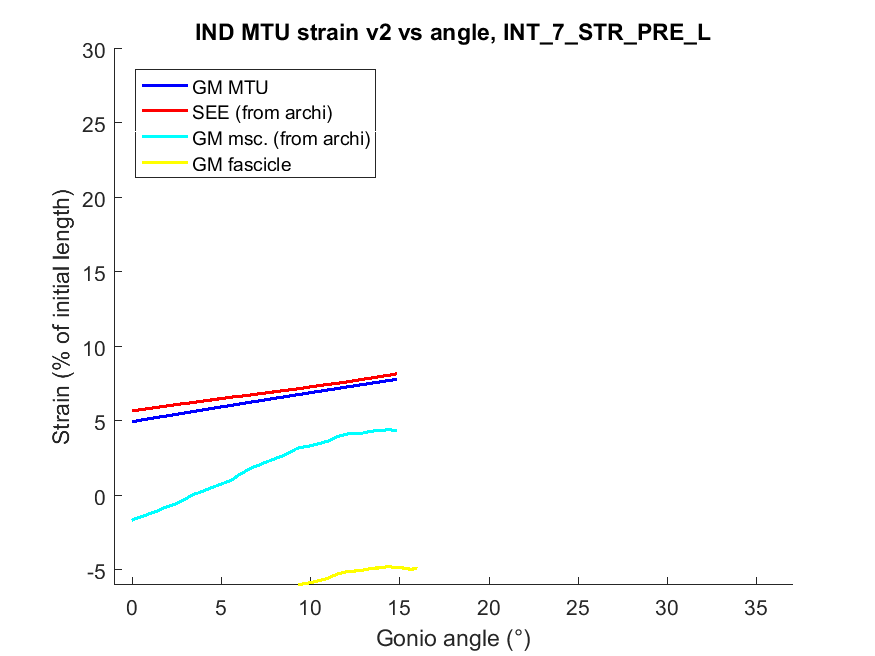 IND MTU strain v2 vs angle, INT_7_STR_PRE_L
30
25
20
15
10
5
0
-5
Strain (% of initial length)
GM MTU
SEE (from archi)
GM msc. (from archi)
GM fascicle
0 5 10 15 20 25 30 35
Gonio angle (°)